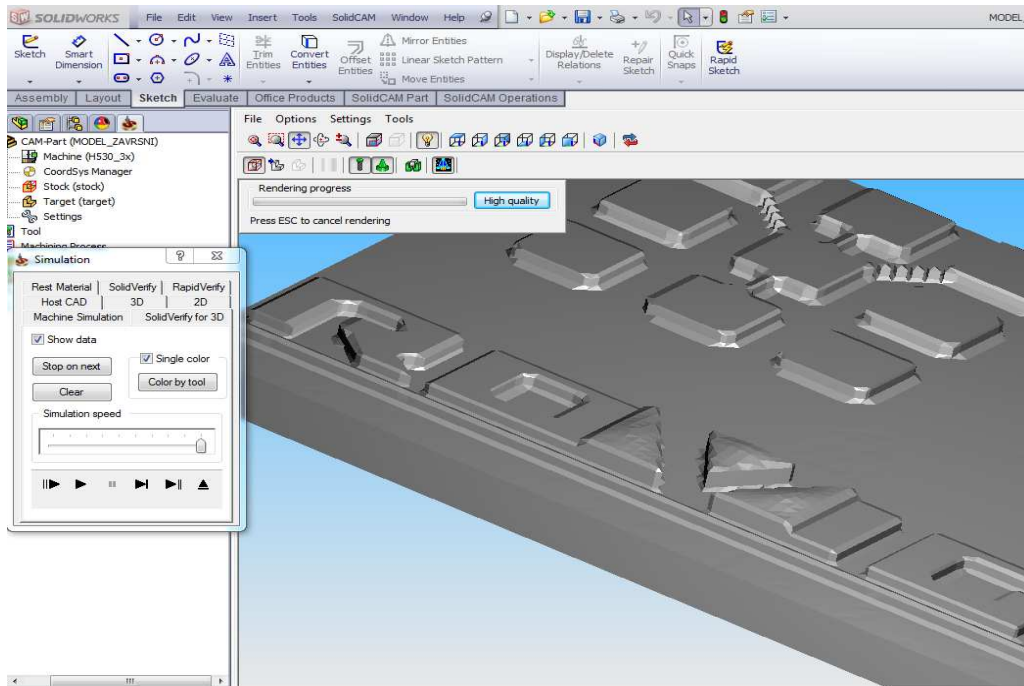 SOLIDWORKS File Edit View Insert Tools SolidCAM Window Help MODEL
Sketch Smart Dimension Trim Entities Convert Entities Offset Entities Mirror Entities Linear Sketch Pattern Move Entities Display/Delete Relations Repair Sketch Quick Snaps Rapid Sketch
Assembly Layout Sketch Evaluate Office Products SolidCAM Part SolidCAM Operations
File Options Settings Tools
CAM-Part (MODEL_ZAVRSNI)
Machine (H530_3x)
CoordSys Manager
Stock (stock)
Target (target)
Settings
Tool
Machining Process
Rendering progress
High quality
Press ESC to cancel rendering
Simulation
Rest Material SolidVerify RapidVerify
Host CAD 3D 2D
Machine Simulation SolidVerify for 3D
Show data
Stop on next
Single color
Clear
Color by tool
Simulation speed